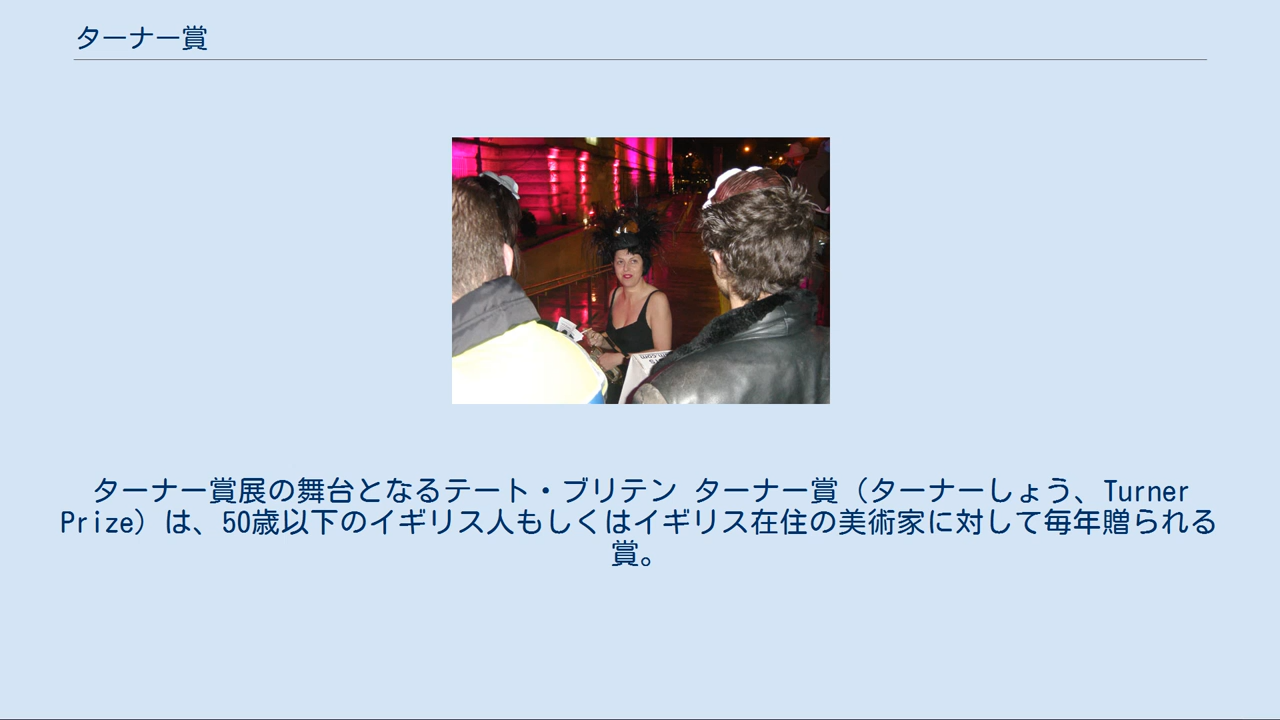 ターナー賞
ターナー賞展の舞台となるテート・ブリテン ターナー賞（ターナーしょう、Turner
Prize）は、50歳以下のイギリス人もしくはイギリス在住の美術家に対して毎年贈られる
賞。